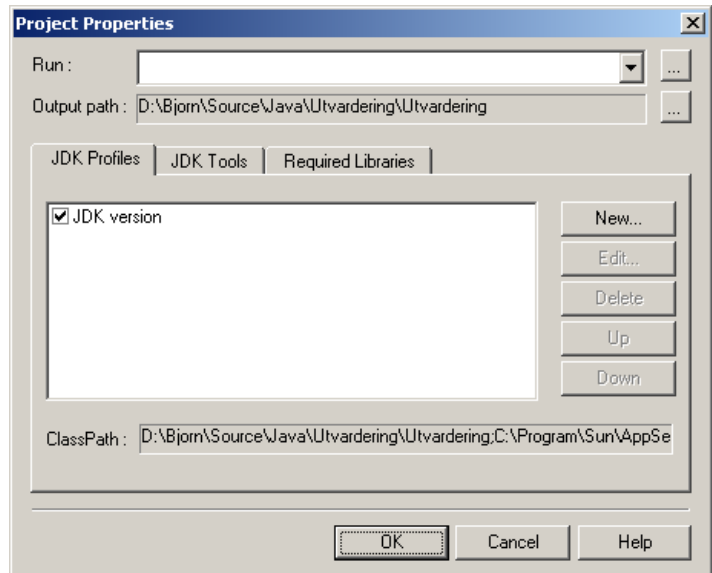 Project Properties
Run :
...
Output path : D:\Bjorn\Source\Java\Utvardering\Utvardering
...
JDK Profiles JDK Tools Required Libraries
JDK version
New...
Edit...
Delete
Up
Down
ClassPath : D:\Bjorn\Source\Java\Utvardering\Utvardering;C:\Program\Sun\AppSe
OK Cancel Help